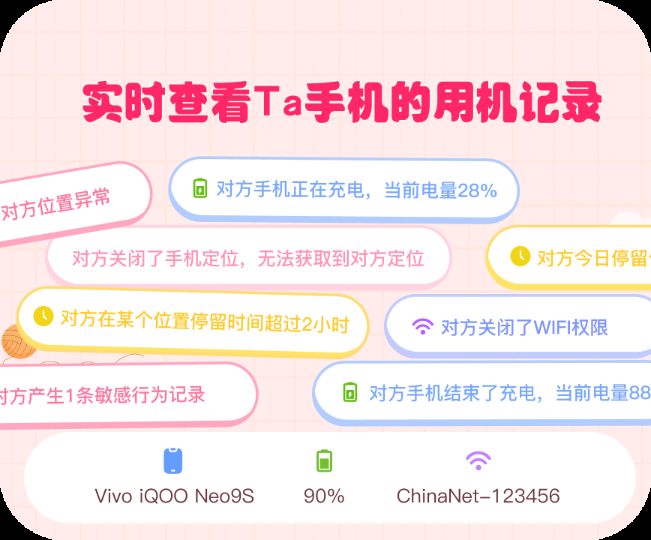 实时查看Ta手机的用机记录
对方位置异常
对方手机正在充电，当前电量28%
对方关闭了手机定位，无法获取到对方定位
对方今日停留
对方在某个位置停留时间超过2小时
对方关闭了WIFI权限
对方产生1条敏感行为记录
对方手机结束了充电，当前电量88
Vivo iQOO Neo9S
90%
ChinaNet-123456